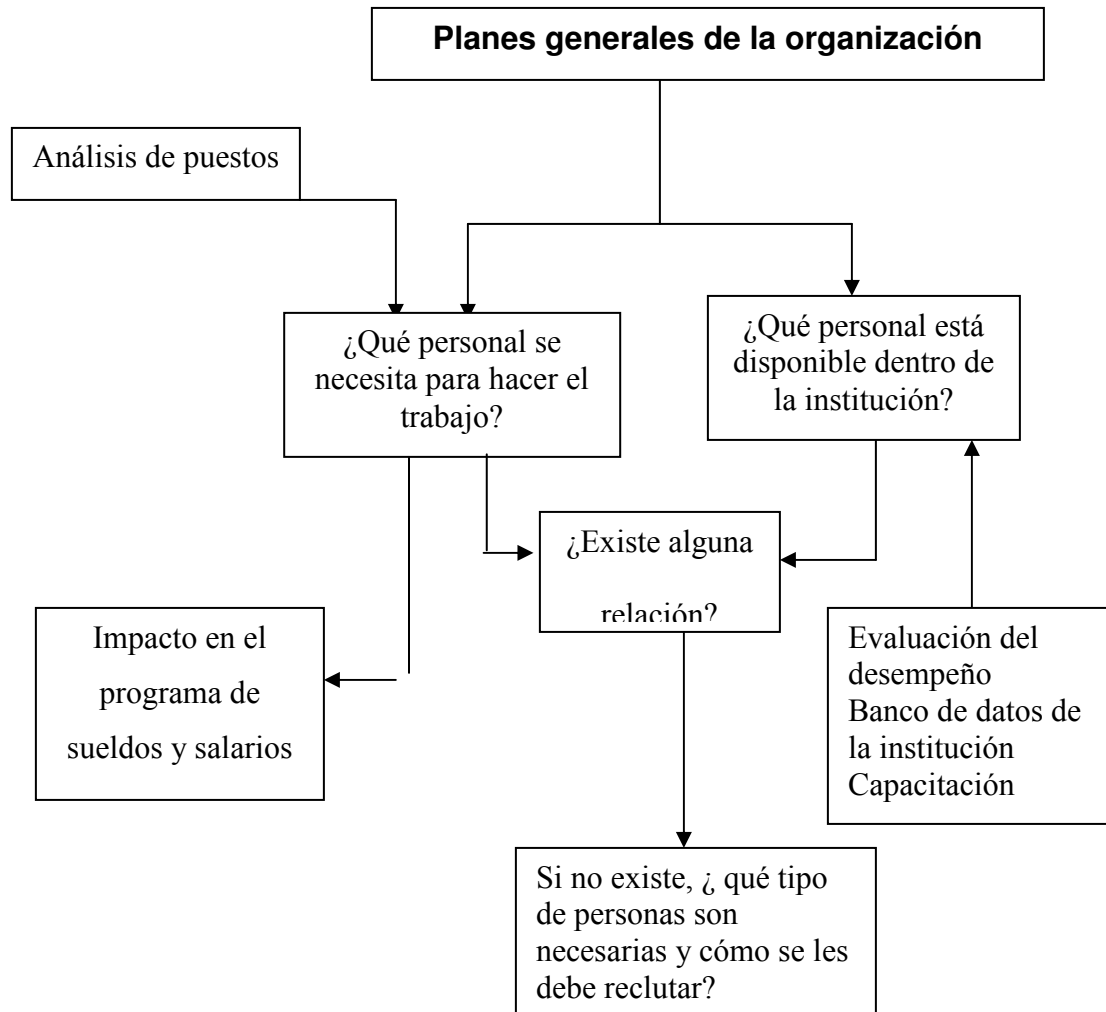 Planes generales de la organización
Análisis de puestos
¿Qué personal se
necesita para hacer el
trabajo?
¿Qué personal está
disponible dentro de
la institución?
¿Existe alguna
relación?
Impacto en el
programa de
sueldos y salarios
Evaluación del
desempeño
Banco de datos de
la institución
Capacitación
Si no existe, ¿ qué tipo
de personas son
necesarias y cómo se les
debe reclutar?